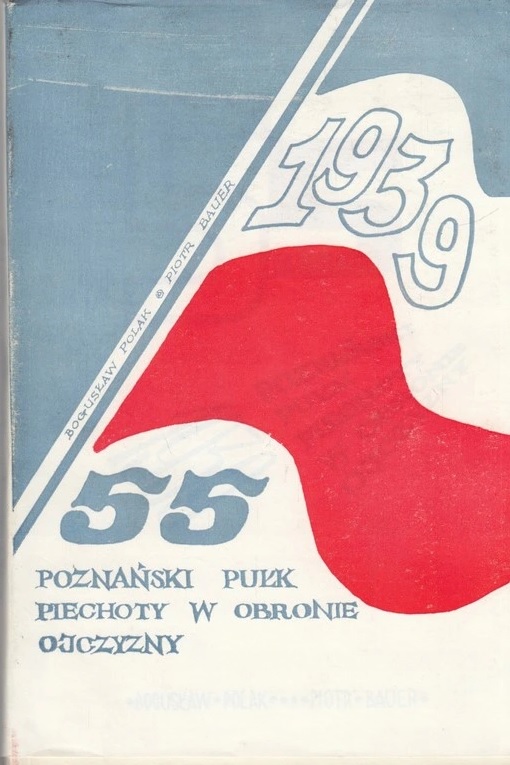 BOGUSŁAW POLAK ⊛ PIOTR BAUER
1939
55
POZNAŃSKI PUŁK
PIECHOTY W OBRONIE
OJCZYZNY
BOGUSŁAW POLAK PIOTR BAUER